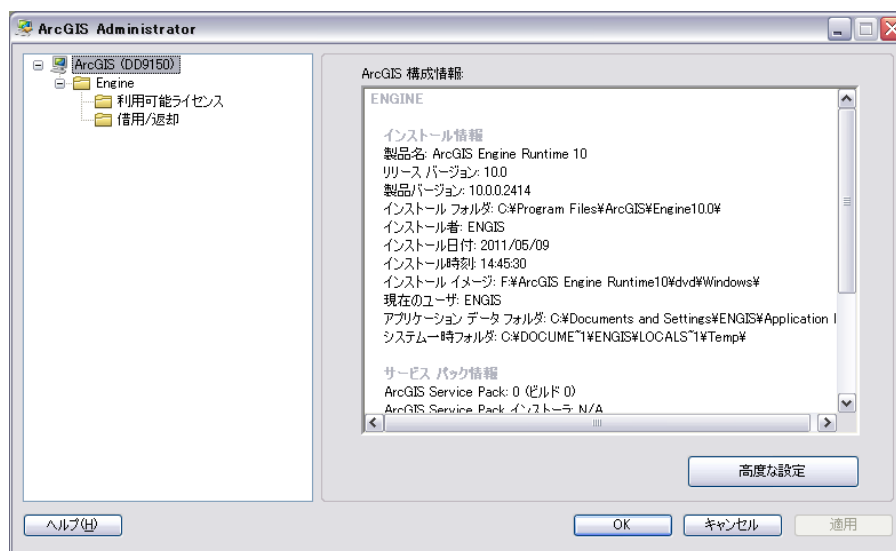 ArcGIS Administrator
ArcGIS (DD9150)
Engine
利用可能ライセンス
借用/返却
ArcGIS 構成情報:
ENGINE
インストール情報
製品名: ArcGIS Engine Runtime 10
リリース バージョン: 10.0
製品バージョン: 10.0.0.2414
インストール フォルダ: C:¥Program Files¥ArcGIS¥Engine10.0¥
インストール者: ENGIS
インストール日付: 2011/05/09
インストール時刻: 14:45:30
インストール イメージ: F:¥ArcGIS Engine Runtime10¥dvd¥Windows¥
現在のユーザ: ENGIS
アプリケーション データ フォルダ: C:¥Documents and Settings¥ENGIS¥Application
システム一時フォルダ: C:¥DOCUME~1¥ENGIS¥LOCALS~1¥Temp¥
サービス パック情報
ArcGIS Service Pack: 0 (ビルド 0)
ArcGIS Service Pack インストーラ: N/A
高度な設定
ヘルプ(H)
OK
キャンセル
適用